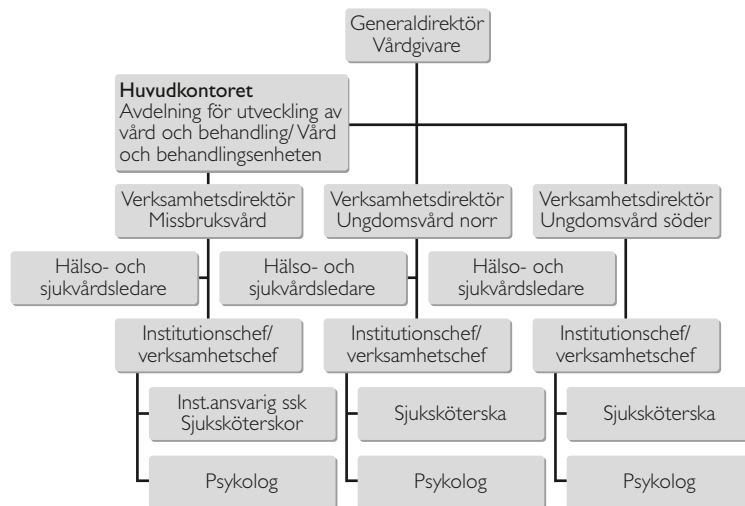 Generaldirektör
Vårdgivare
Huvudkontoret
Avdelning för utveckling av
vård och behandling/ Vård
och behandlingsenheten
Verksamhetsdirektör
Missbruksvård
Verksamhetsdirektör
Ungdomsvård norr
Verksamhetsdirektör
Ungdomsvård söder
Hälso- och
sjukvårdsledare
Hälso- och
sjukvårdsledare
Hälso- och
sjukvårdsledare
Institutionschef/
verksamhetschef
Institutionschef/
verksamhetschef
Institutionschef/
verksamhetschef
Inst.ansvarig ssk
Sjuksköterskor
Sjuksköterska
Sjuksköterska
Psykolog
Psykolog
Psykolog